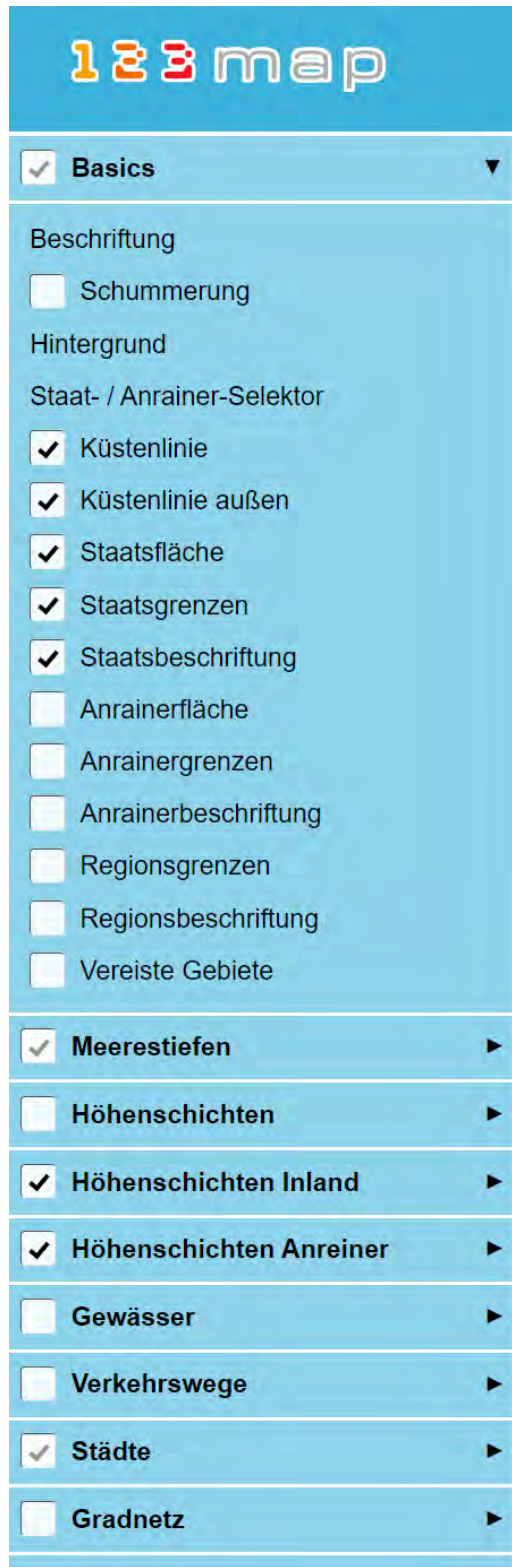 123map
Basics
Beschriftung
Schummerung
Hintergrund
Staat- / Anrainer-Selektor
Küstenlinie
Küstenlinie außen
Staatsfläche
Staatsgrenzen
Staatsbeschriftung
Anrainerfläche
Anrainergrenzen
Anrainerbeschriftung
Regionsgrenzen
Regionsbeschriftung
Vereiste Gebiete
Meerestiefen
Höhenschichten
Höhenschichten Inland
Höhenschichten Anreiner
Gewässer
Verkehrswege
Städte
Gradnetz